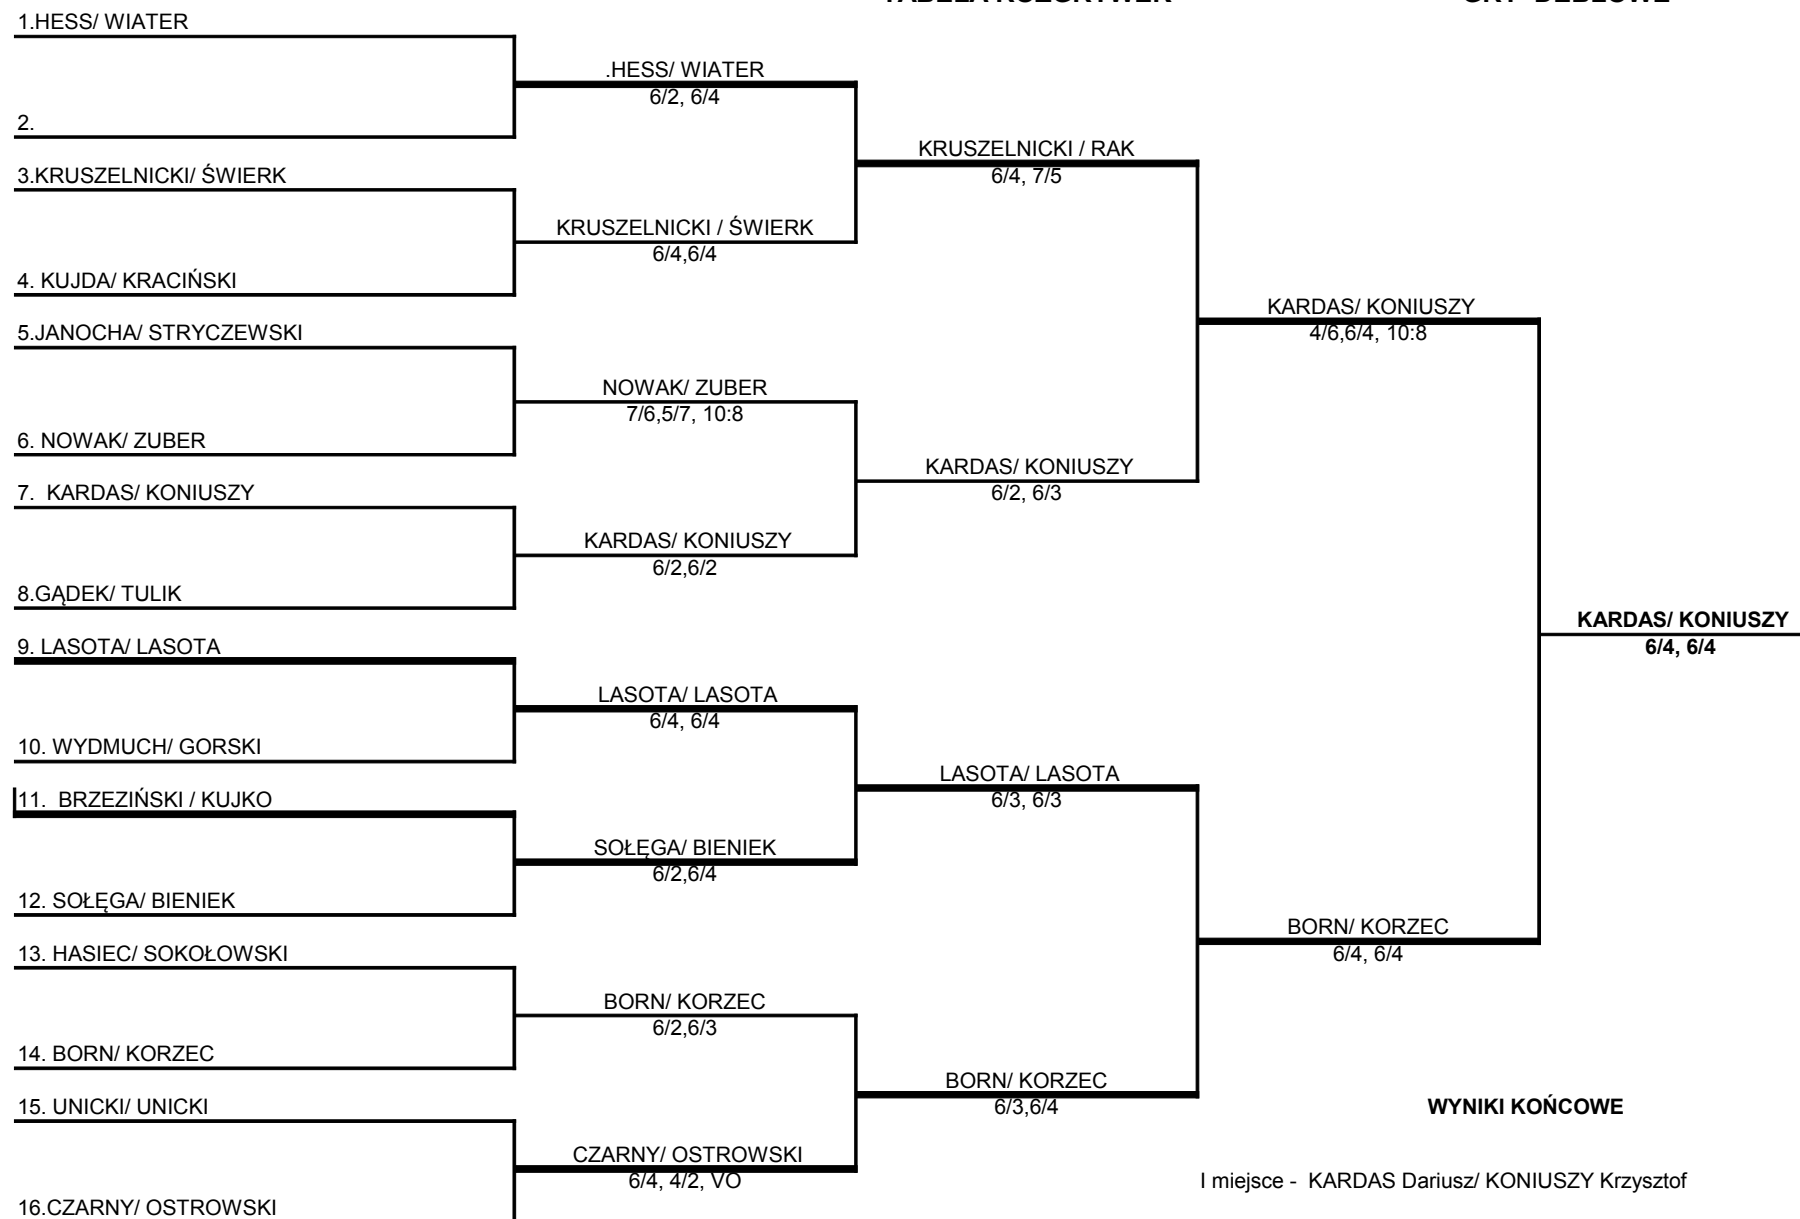 1.HESS/ WIATER
.HESS/ WIATER
6/2, 6/4
2.
KRUSZELNICKI / RAK
6/4, 7/5
3.KRUSZELNICKI/ ŚWIERK
KRUSZELNICKI / ŚWIERK
6/4,6/4
4. KUJDA/ KRACIŃSKI
KARDAS/ KONIUSZY
4/6,6/4, 10:8
5.JANOCHA/ STRYCZEWSKI
NOWAK/ ZUBER
7/6,5/7, 10:8
6. NOWAK/ ZUBER
KARDAS/ KONIUSZY
6/2, 6/3
7. KARDAS/ KONIUSZY
KARDAS/ KONIUSZY
6/2,6/2
8.GĄDEK/ TULIK
KARDAS/ KONIUSZY
6/4, 6/4
9. LASOTA/ LASOTA
LASOTA/ LASOTA
6/4, 6/4
10. WYDMUCH/ GORSKI
LASOTA/ LASOTA
6/3, 6/3
11. BRZEZIŃSKI / KUJKO
SOŁĘGA/ BIENIEK
6/2,6/4
12. SOŁĘGA/ BIENIEK
BORN/ KORZEC
6/4, 6/4
13. HASIEC/ SOKOŁOWSKI
BORN/ KORZEC
6/2,6/3
14. BORN/ KORZEC
BORN/ KORZEC
6/3,6/4
15. UNICKI/ UNICKI
WYNIKI KOŃCOWE
CZARNY/ OSTROWSKI
6/4, 4/2, VO
I miejsce - KARDAS Dariusz/ KONIUSZY Krzysztof
16.CZARNY/ OSTROWSKI